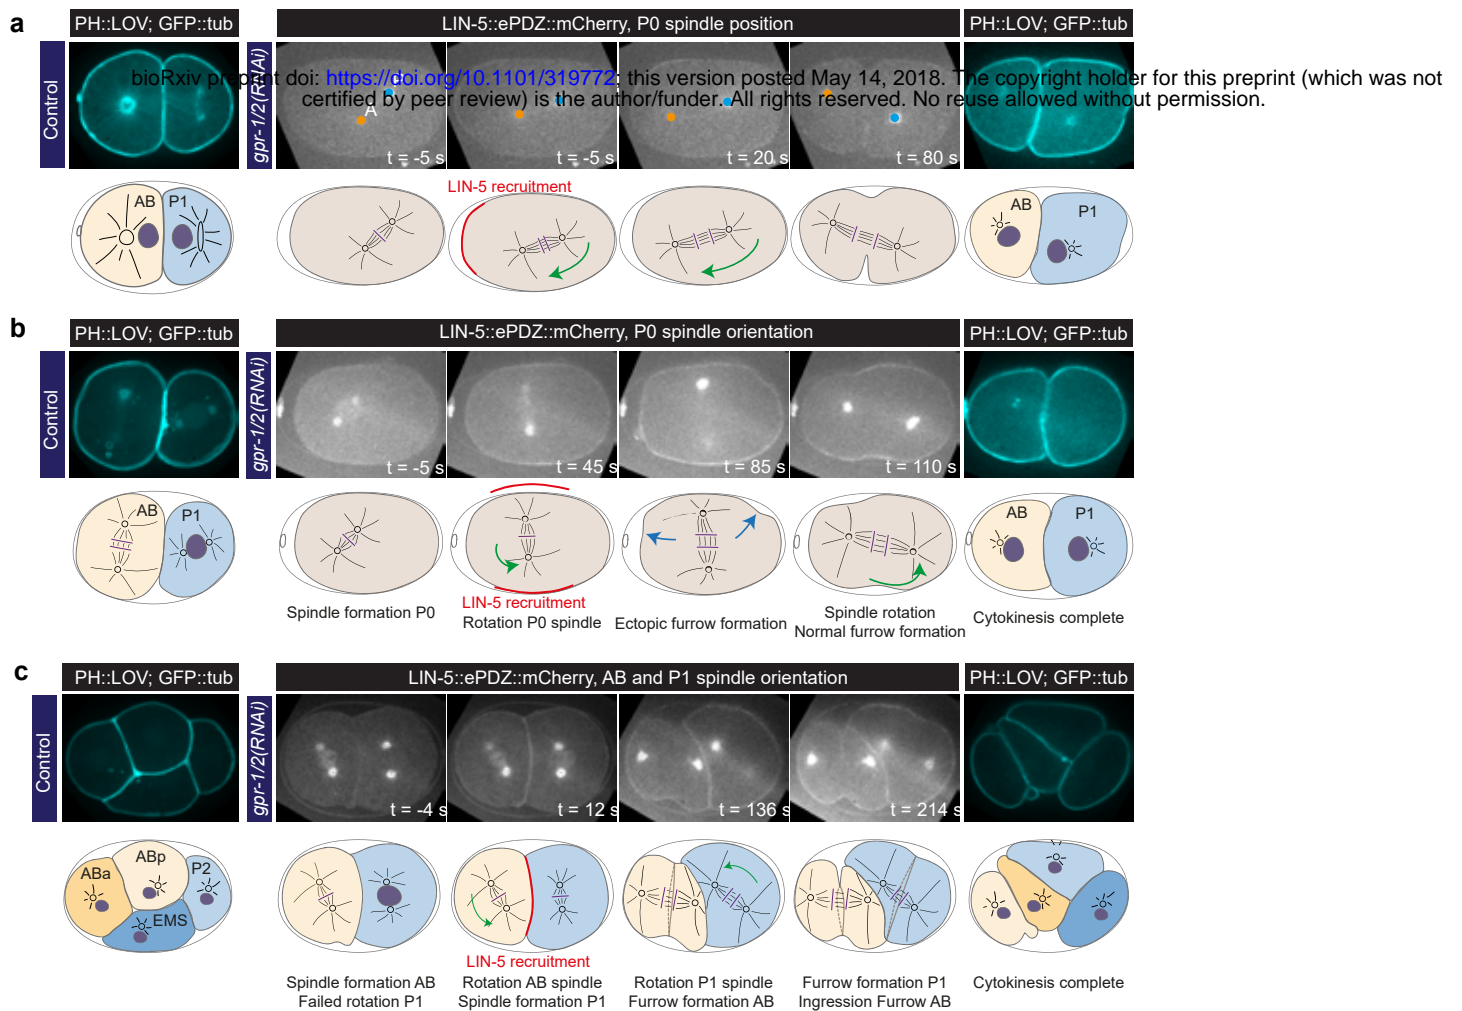 a
PH::LOV; GFP::tub
LIN-5::ePDZ::mCherry, P0 spindle position
PH::LOV; GFP::tub
Control
gpr-1/2(RNAi)
bioRxiv preprint doi: https://doi.org/10.1101/319772; this version posted May 14, 2018. The copyright holder for this preprint (which was not
certified by peer review) is the author/funder. All rights reserved. No reuse allowed without permission.
A
t = -5 s
t = -5 s
t = 20 s
t = 80 s
LIN-5 recruitment
AB
P1
AB
P1
b
PH::LOV; GFP::tub
LIN-5::ePDZ::mCherry, P0 spindle orientation
PH::LOV; GFP::tub
Control
gpr-1/2(RNAi)
t = -5 s
t = 45 s
t = 85 s
t = 110 s
AB
P1
AB
P1
LIN-5 recruitment
Spindle formation P0
Rotation P0 spindle
Ectopic furrow formation
Spindle rotation
Normal furrow formation
Cytokinesis complete
c
PH::LOV; GFP::tub
LIN-5::ePDZ::mCherry, AB and P1 spindle orientation
PH::LOV; GFP::tub
Control
gpr-1/2(RNAi)
t = -4 s
t = 12 s
t = 136 s
t = 214 s
ABa
ABp
P2
EMS
LIN-5 recruitment
Spindle formation AB
Failed rotation P1
Rotation AB spindle
Spindle formation P1
Rotation P1 spindle
Furrow formation AB
Furrow formation P1
Ingression Furrow AB
Cytokinesis complete